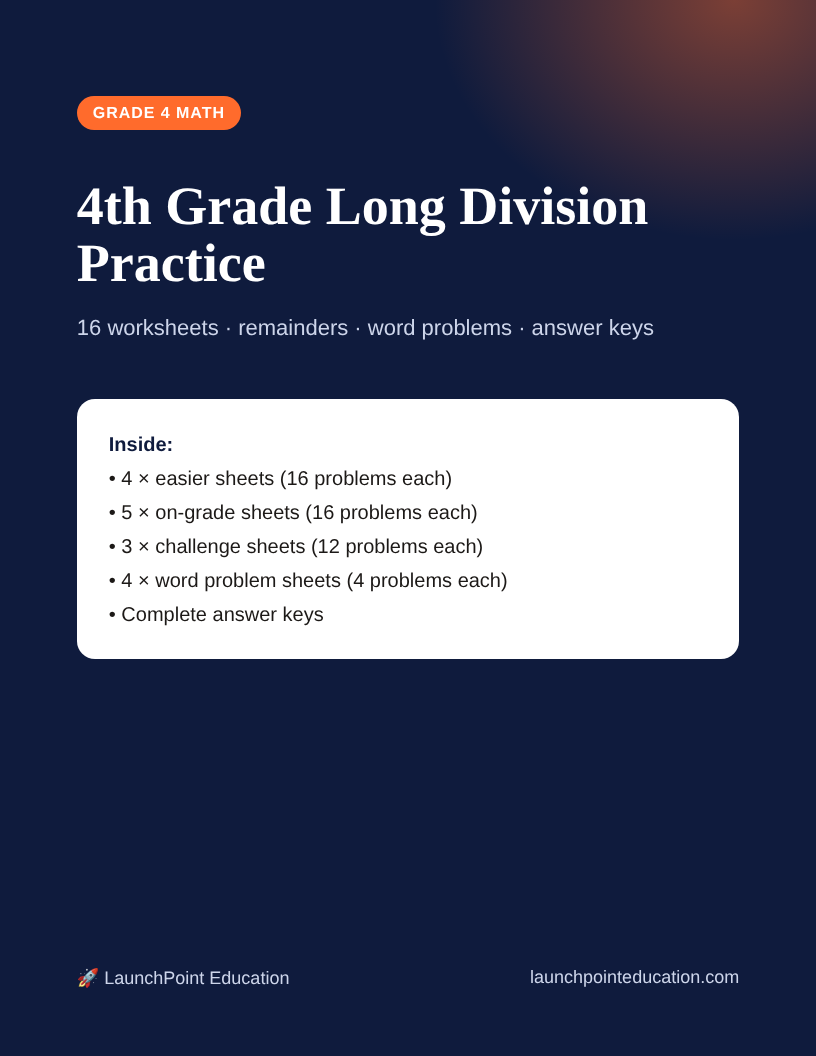 GRADE 4 MATH
4th Grade Long Division
Practice
16 worksheets · remainders · word problems · answer keys
Inside:
• 4 × easier sheets (16 problems each)
• 5 × on-grade sheets (16 problems each)
• 3 × challenge sheets (12 problems each)
• 4 × word problem sheets (4 problems each)
• Complete answer keys
🚀 LaunchPoint Education
launchpointeducation.com